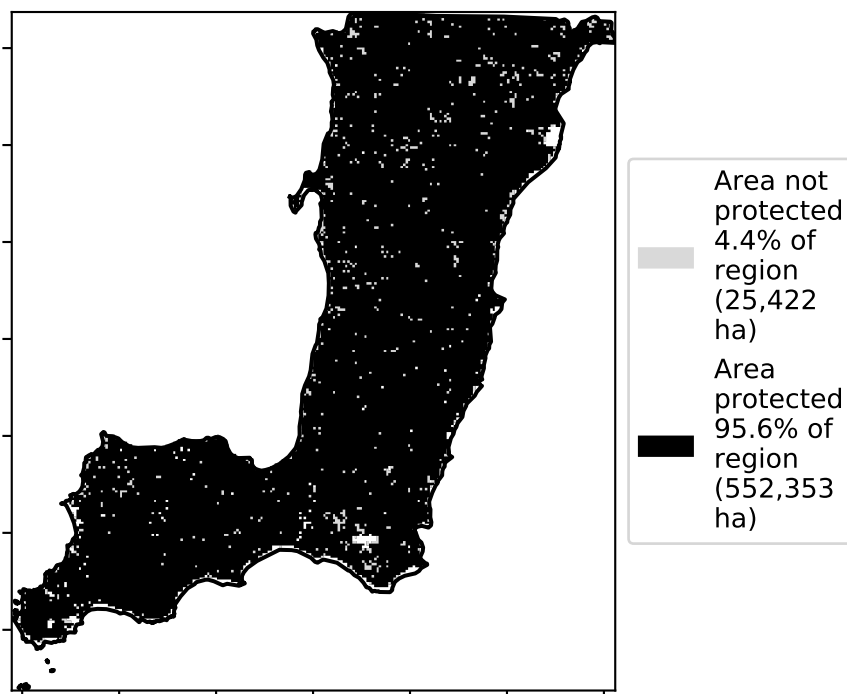 Area not
protected
4.4% of
region
(25,422
ha)
Area
protected
95.6% of
region
(552,353
ha)